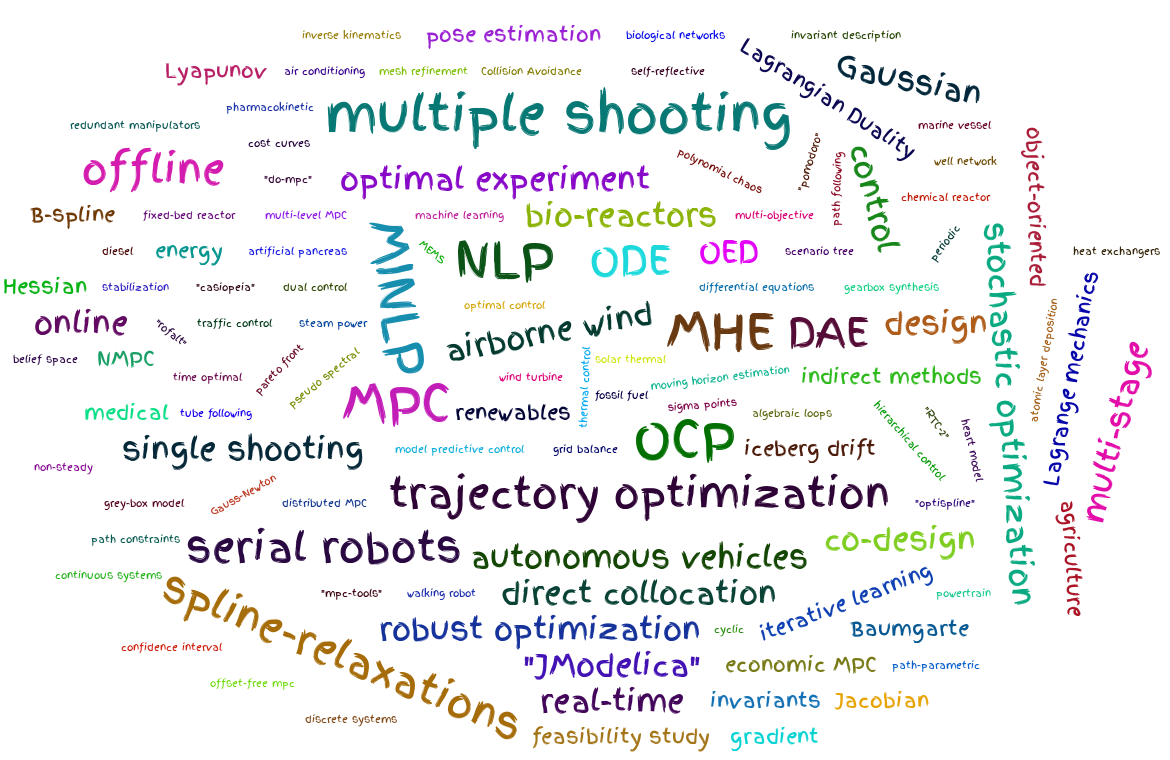 inverse kinematics
pose estimation
biological networks
invariant description
Lyapunov
air conditioning
mesh refinement
Collision Avoidance
self-reflective
Lagrangian Duality
Gaussian
pharmacokinetic
multiple shooting
redundant manipulators
cost curves
marine vessel
offline
"do-mpc"
optimal experiment
polynomial chaos
"pomodoro"
path following
control
well network
object-oriented
chemical reactor
B-spline
fixed-bed reactor
multi-level MPC
machine learning
bio-reactors
multi-objective
periodic
stochastic optimization
diesel
energy
artificial pancreas
MINLP
MEMS
NLP
ODE
OED
scenario tree
heat exchangers
Hessian
stabilization
"casiopeia"
dual control
differential equations
gearbox synthesis
Lagrange mechanics
online
"rofalt"
traffic control
steam power
optimal control
airborne wind
MHE
DAE
design
atomic layer deposition
belief space
NMPC
time optimal
pareto front
pseudo spectral
thermal control
solar thermal
wind turbine
moving horizon estimation
indirect methods
multi-stage
medical
tube following
MPC
renewables
fossil fuel
sigma points
algebraic loops
hierarchical control
"RTC-2"
heart model
single shooting
model predictive control
grid balance
OCP
iceberg drift
non-steady
grey-box model
Gauss-Newton
distributed MPC
trajectory optimization
"optispline"
agriculture
path constraints
serial robots
autonomous vehicles
co-design
continuous systems
spline-relaxations
"mpc-tools"
walking robot
direct collocation
iterative learning
powertrain
robust optimization
cyclic
Baumgarte
confidence interval
"JModelica"
economic MPC
path-parametric
offset-free mpc
real-time
invariants
Jacobian
discrete systems
feasibility study
gradient